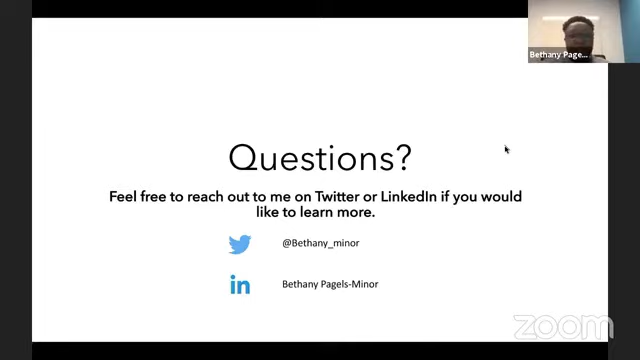 Bethany Page...
Questions?
Feel free to reach out to me on Twitter or LinkedIn if you would
like to learn more.
@Bethany_minor
in
Bethany Pagels-Minor
zoom